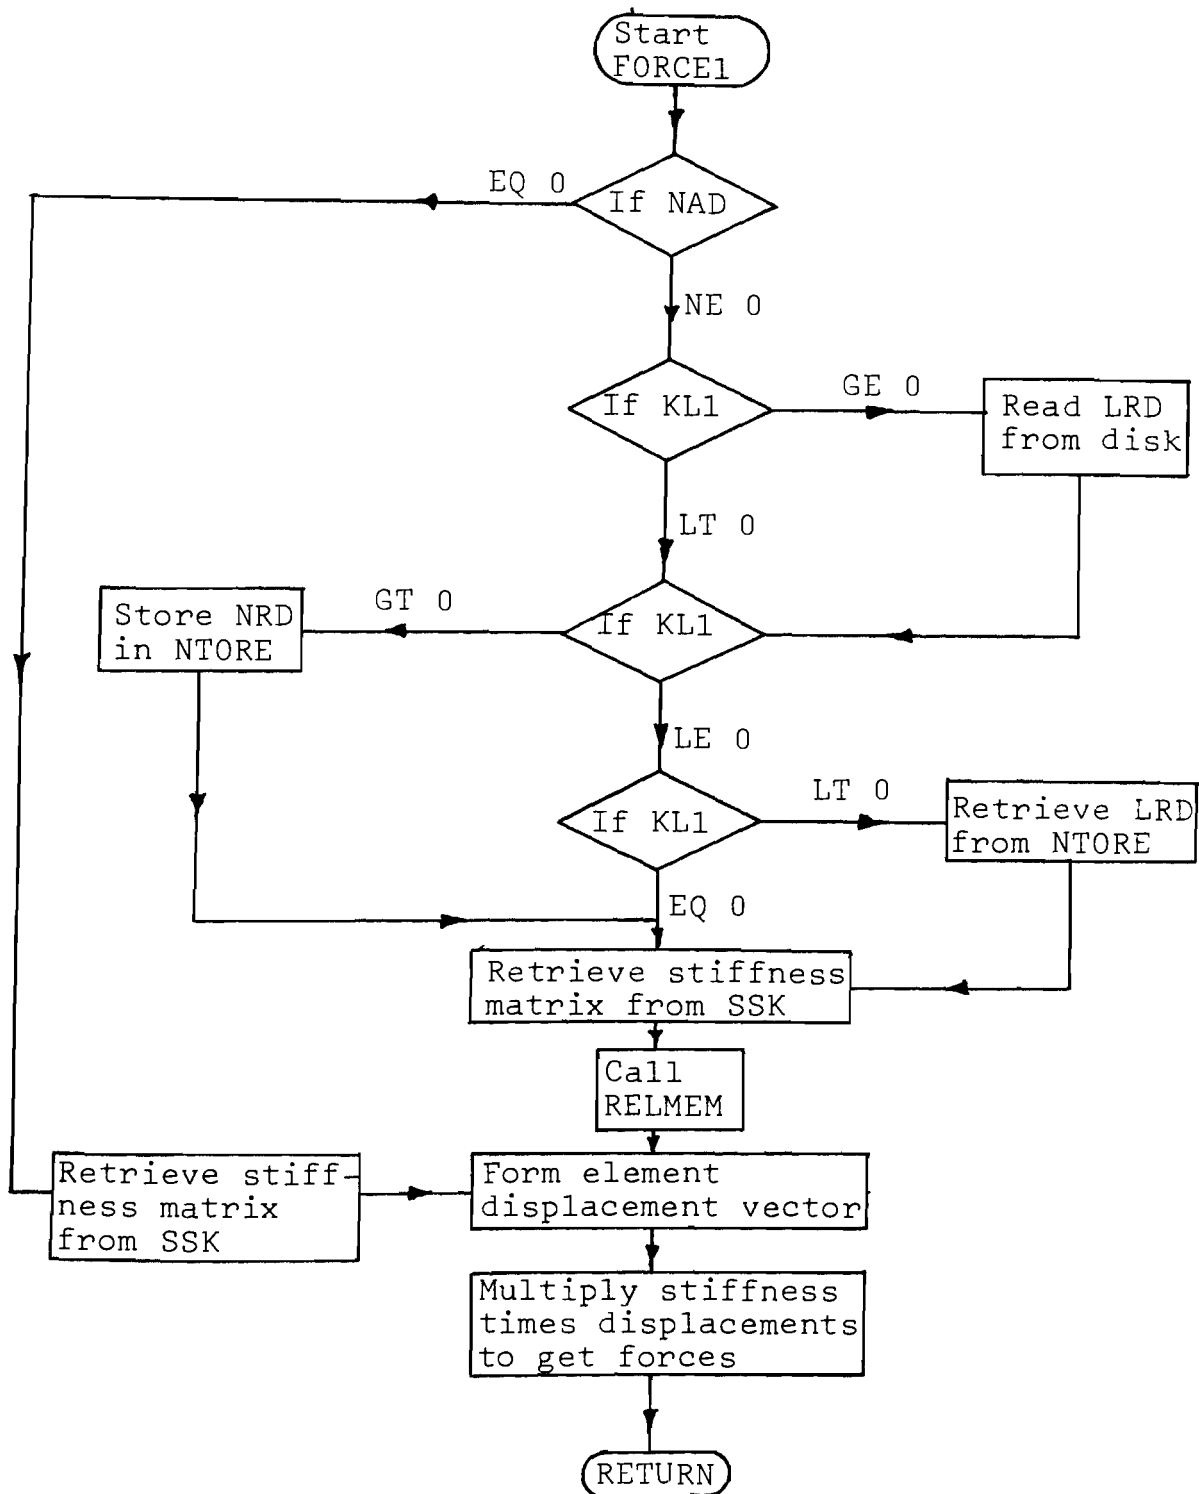 Start
FORCE1
EQ 0
If NAD
NE 0
If KL1
GE 0
Read LRD
from disk
LT 0
Store NRD
in NTORE
GT 0
If KL1
LE 0
If KL1
LT 0
Retrieve LRD
from NTORE
EQ 0
Retrieve stiffness
matrix from SSK
Call
RELMEM
Retrieve stiff-
ness matrix
from SSK
Form element
displacement vector
Multiply stiffness
times displacements
to get forces
RETURN